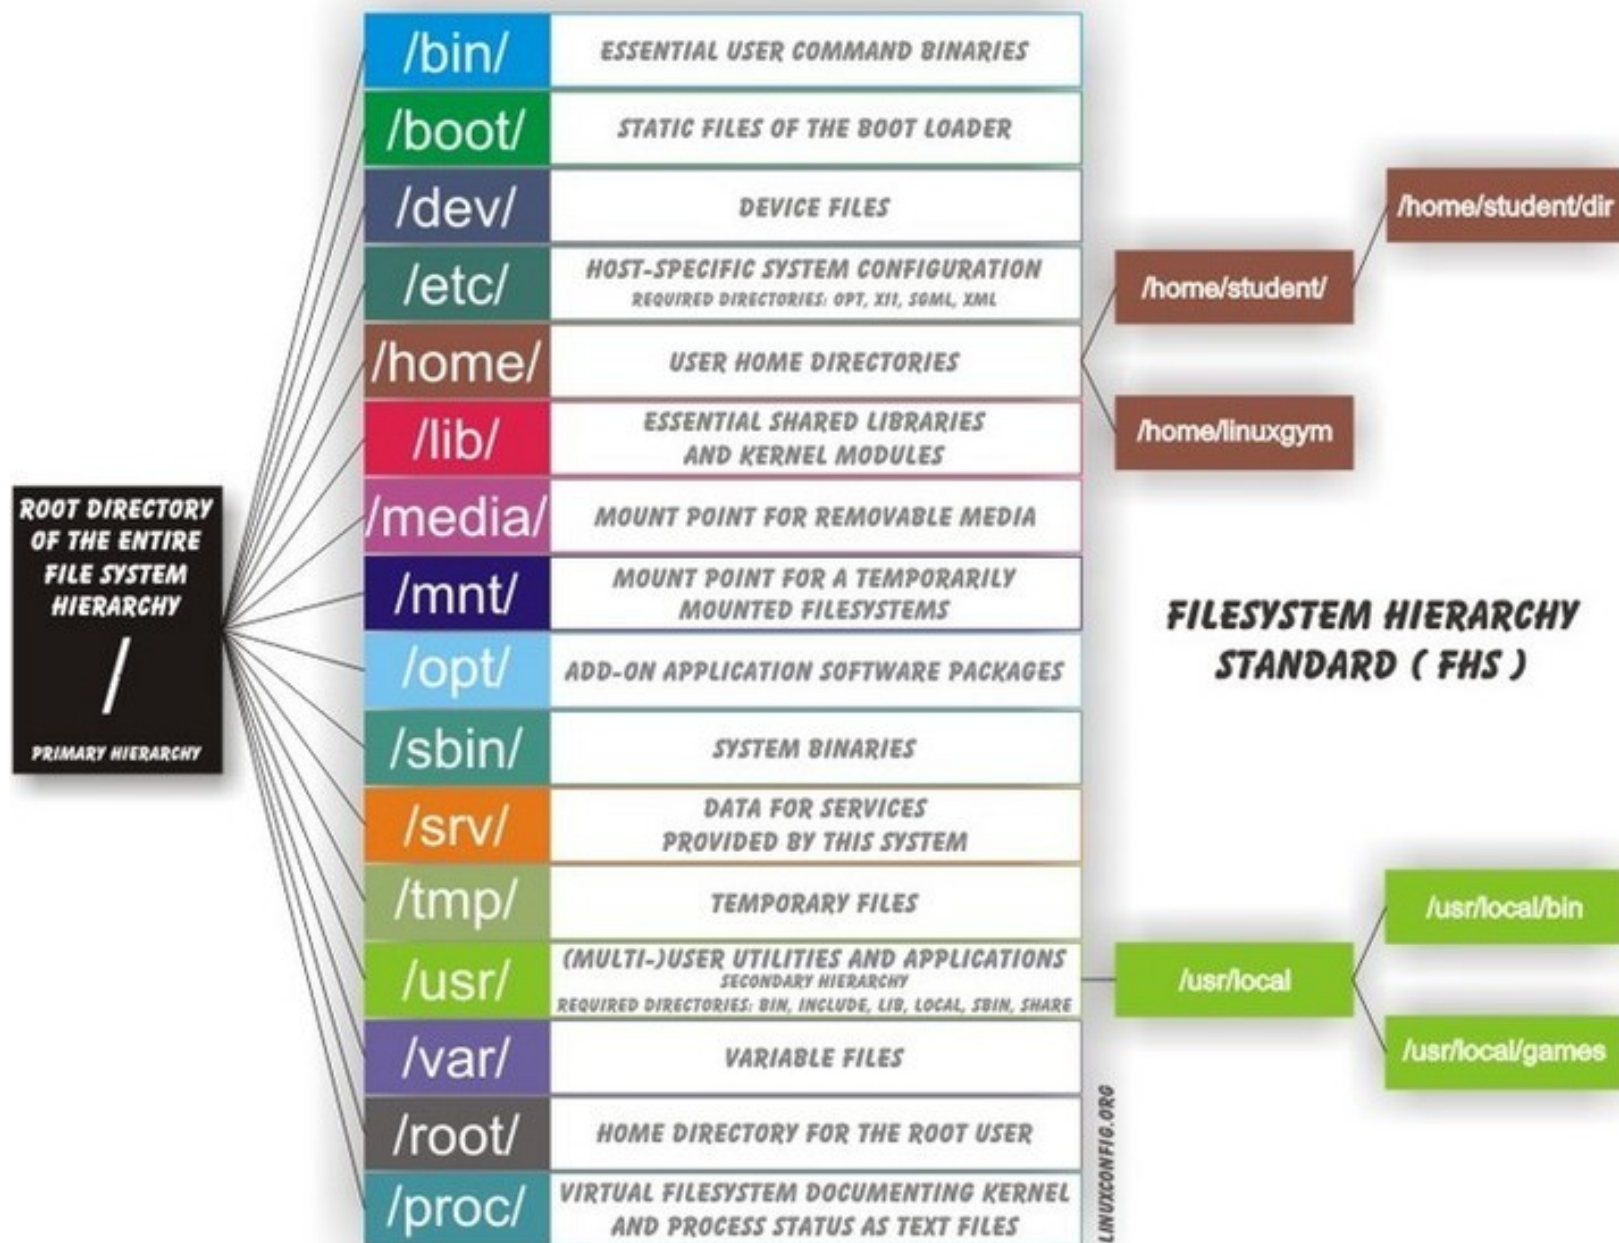 ROOT DIRECTORY
OF THE ENTIRE
FILE SYSTEM
HIERARCHY
/
PRIMARY HIERARCHY
/bin/
ESSENTIAL USER COMMAND BINARIES
/boot/
STATIC FILES OF THE BOOT LOADER
/dev/
DEVICE FILES
/etc/
HOST-SPECIFIC SYSTEM CONFIGURATION
REQUIRED DIRECTORIES: OPT, X11, SGML, XML
/home/
USER HOME DIRECTORIES
/home/student/
/home/student/dir
/home/linuxgym
/lib/
ESSENTIAL SHARED LIBRARIES
AND KERNEL MODULES
/media/
MOUNT POINT FOR REMOVABLE MEDIA
/mnt/
MOUNT POINT FOR A TEMPORARILY
MOUNTED FILESYSTEMS
/opt/
ADD-ON APPLICATION SOFTWARE PACKAGES
/sbin/
SYSTEM BINARIES
/srv/
DATA FOR SERVICES
PROVIDED BY THIS SYSTEM
/tmp/
TEMPORARY FILES
/usr/
(MULTI-)USER UTILITIES AND APPLICATIONS
SECONDARY HIERARCHY
REQUIRED DIRECTORIES: BIN, INCLUDE, LIB, LOCAL, SBIN, SHARE
/usr/local
/usr/local/bin
/usr/local/games
/var/
VARIABLE FILES
/root/
HOME DIRECTORY FOR THE ROOT USER
/proc/
VIRTUAL FILESYSTEM DOCUMENTING KERNEL
AND PROCESS STATUS AS TEXT FILES
FILESYSTEM HIERARCHY
STANDARD ( FHS )
LINUXCONFIG.ORG